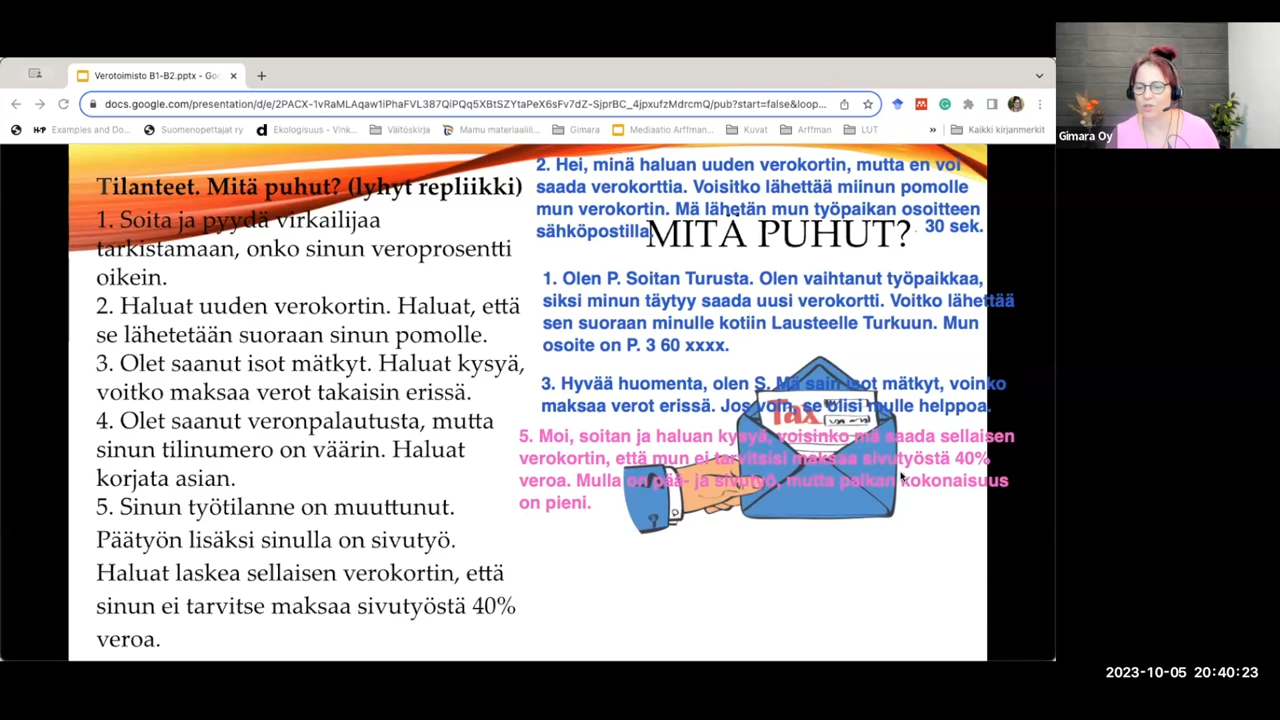 Verotoimisto B1-B2.pptx - Goo
docs.google.com/presentation/d/e/2PACX-1vRaMLAqaw1iPhaFVL387QiPQq5XBtSZYtaPeX6sFv7dZ-SjprBC_4jpxufzMdrcmQ/pub?start=false&loop...
Examples and Do...
Suomenopettajat ry
Ekologisuus - Vink...
Väitöskirja
Mamu materiaalii...
Gimara
Mediaatio Arffman...
Kuvat
Arffman
LUT
»
Kaikki kirjanmerkit
Gimara Oy
Tilanteet. Mitä puhut? (lyhyt repliikki)
1. Soita ja pyydä virkailijaa
tarkistamaan, onko sinun veroprosentti
oikein.
2. Haluat uuden verokortin. Haluat, että
se lähetetään suoraan sinun pomolle.
3. Olet saanut isot mätkyt. Haluat kysyä,
voitko maksaa verot takaisin erissä.
4. Olet saanut veronpalautusta, mutta
sinun tilinumero on väärin. Haluat
korjata asian.
5. Sinun työtilanne on muuttunut.
Päätyön lisäksi sinulla on sivutyö.
Haluat laskea sellaisen verokortin, että
sinun ei tarvitse maksaa sivutyöstä 40%
veroa.
2. Hei, minä haluan uuden verokortin, mutta en voi
saada verokorttia. Voisitko lähettää miinun pomolle
mun verokortin. Mä lähetän mun työpaikan osoitteen
sähköpostilla.
MITÄ PUHUT?
30 sek.
1. Olen P. Soitan Turusta. Olen vaihtanut työpaikkaa,
siksi minun täytyy saada uusi verokortti. Voitko lähettää
sen suoraan minulle kotiin Lausteelle Turkuun. Mun
osoite on P. 3 60 xxxx.
3. Hyvää huomenta, olen S. Mä sain isot mätkyt, voinko
maksaa verot erissä. Jos voin, se olisi mulle helppoa.
Tax
5. Moi, soitan ja haluan kysyä, voisinko mä saada sellaisen
verokortin, että mun ei tarvitsisi maksaa sivutyöstä 40%
veroa. Mulla on pää- ja sivutyö, mutta palkan kokonaisuus
on pieni.
2023-10-05 20:40:23